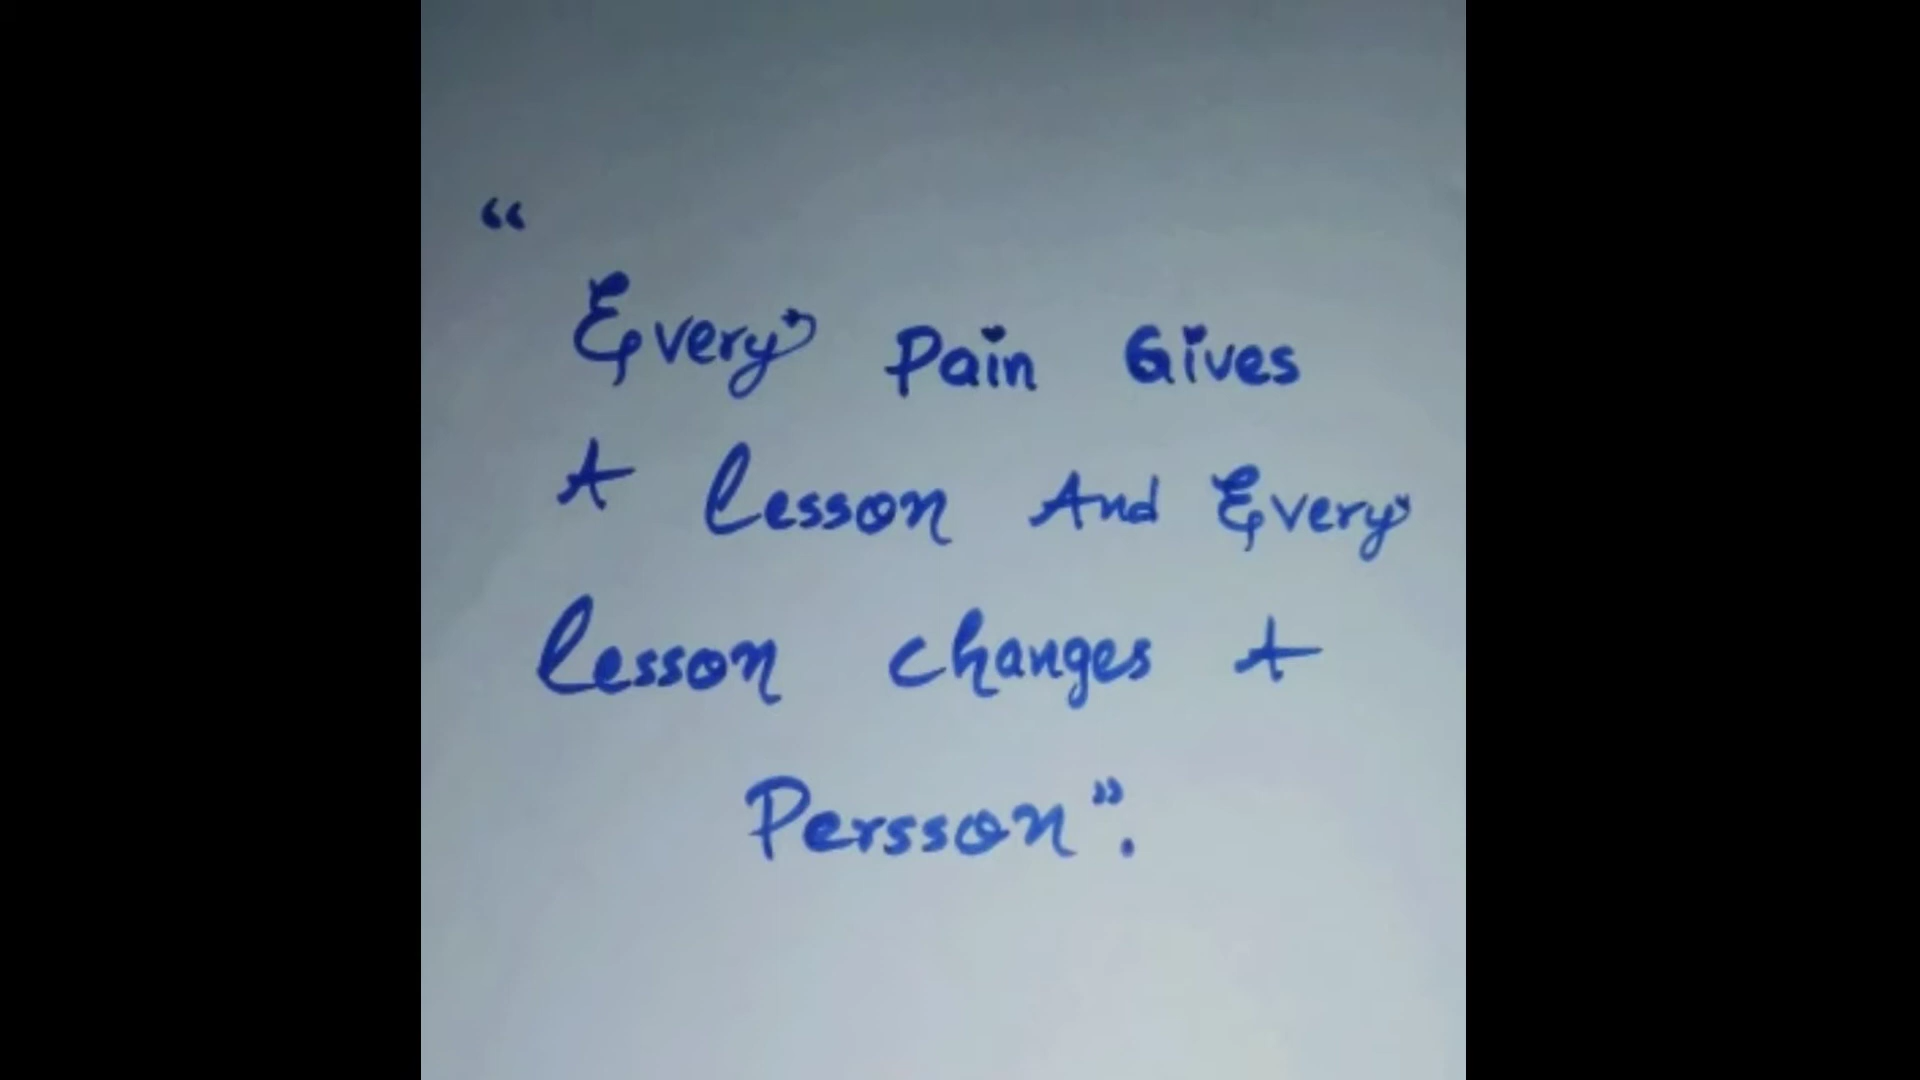 “
Every Pain Gives
A lesson And Every
lesson changes A
Persson”.